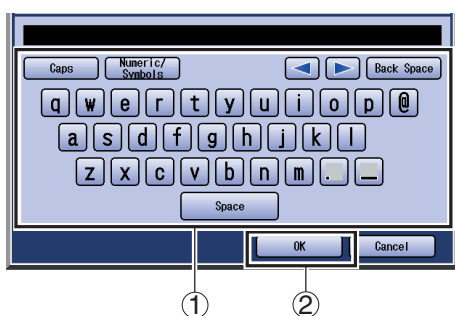 Caps Numeric/ Symbols ◀ ▶ Back Space
q w e r t y u i o p @
a s d f g h j k l
z x c v b n m . _
Space
OK Cancel
① ②